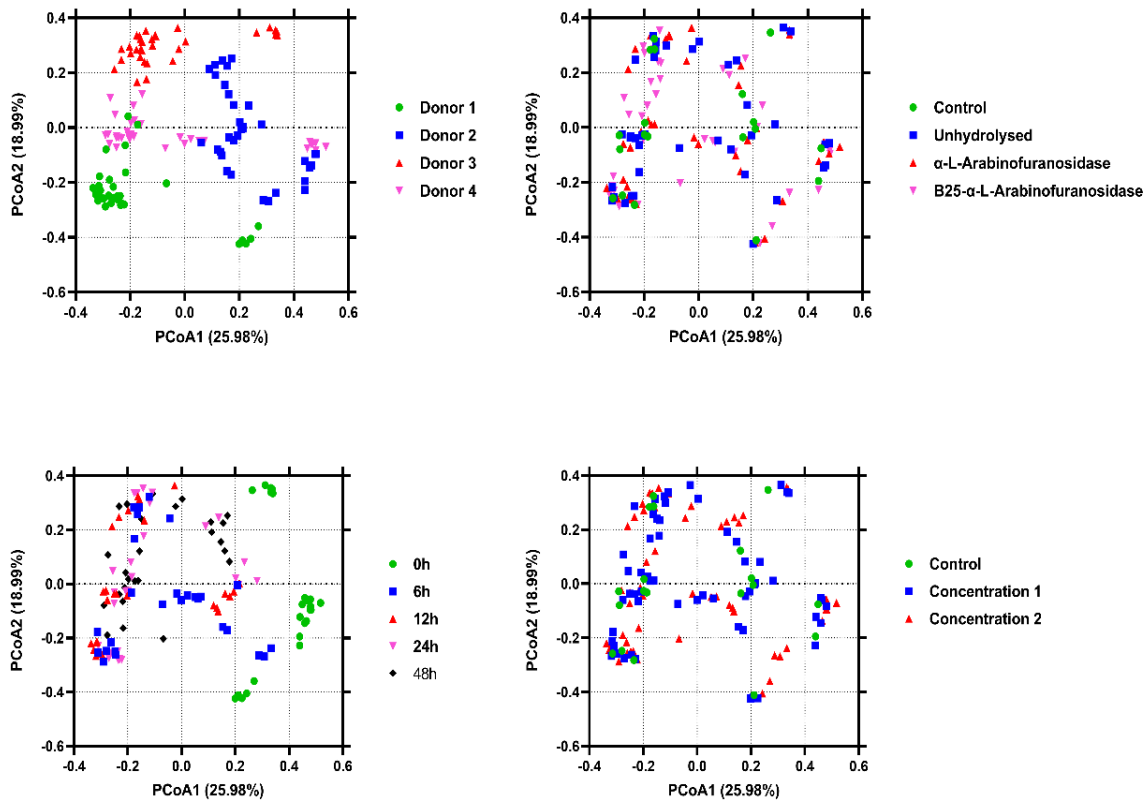 0.4
0.2
0.0
-0.2
-0.4
-0.6
PCoA2 (18.99%)
-0.4 -0.2 0.0 0.2 0.4 0.6
PCoA1 (25.98%)
Donor 1
Donor 2
Donor 3
Donor 4
0.4
0.2
0.0
-0.2
-0.4
-0.6
PCoA2 (18.99%)
-0.4 -0.2 0.0 0.2 0.4 0.6
PCoA1 (25.98%)
Control
Unhydrolysed
α-L-Arabinofuranosidase
B25-α-L-Arabinofuranosidase
0.4
0.2
0.0
-0.2
-0.4
-0.6
PCoA2 (18.99%)
-0.4 -0.2 0.0 0.2 0.4 0.6
PCoA1 (25.98%)
0h
6h
12h
24h
48h
0.4
0.2
0.0
-0.2
-0.4
-0.6
PCoA2 (18.99%)
-0.4 -0.2 0.0 0.2 0.4 0.6
PCoA1 (25.98%)
Control
Concentration 1
Concentration 2